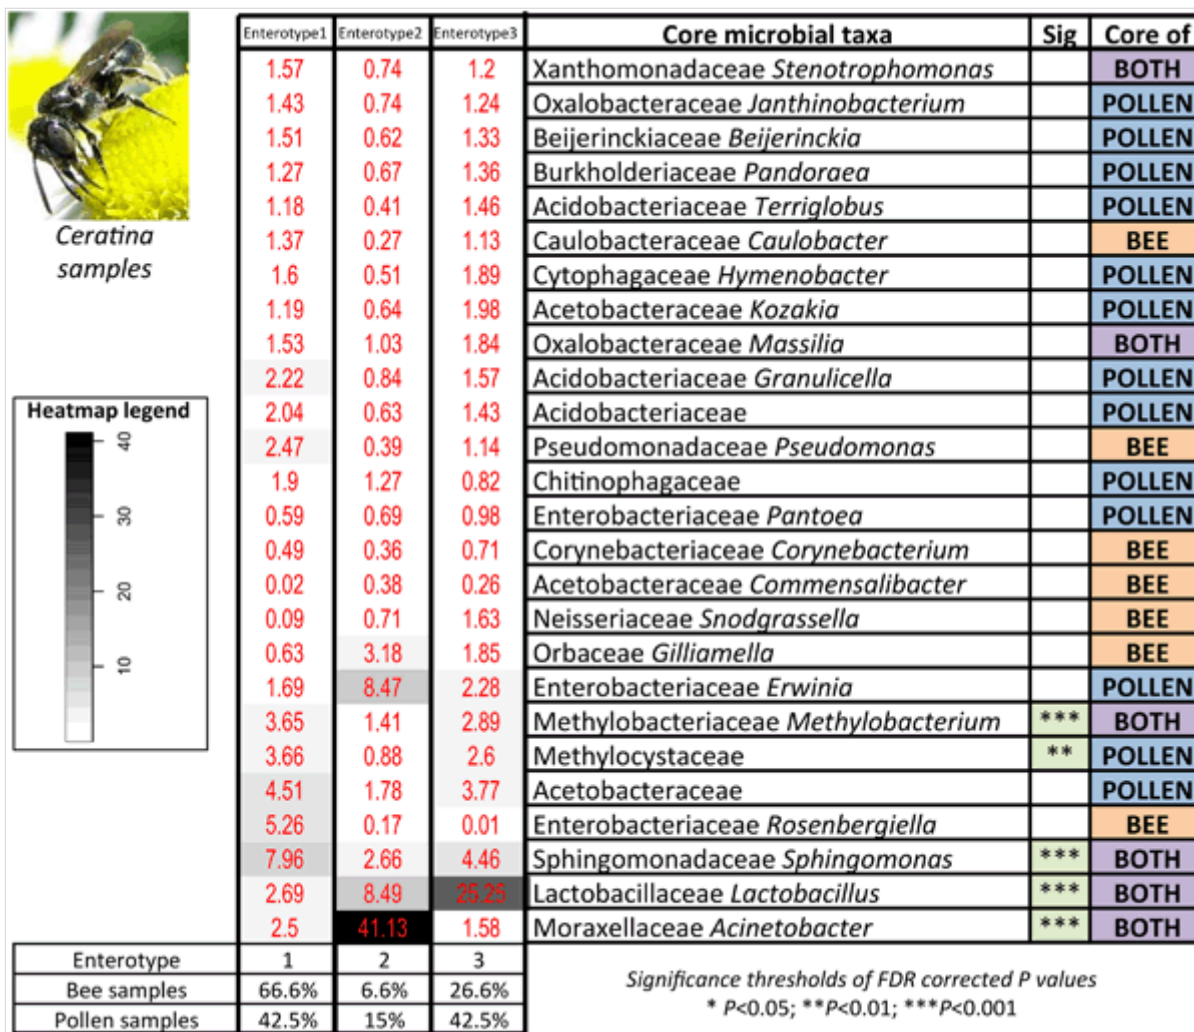 Enterotype1 Enterotype2 Enterotype3 Core microbial taxa Sig Core of
1.57 0.74 1.2 Xanthomonadaceae Stenotrophomonas BOTH
1.43 0.74 1.24 Oxalobacteraceae Janthinobacterium POLLEN
1.51 0.62 1.33 Beijerinckiaceae Beijerinckia POLLEN
1.27 0.67 1.36 Burkholderiaceae Pandoraea POLLEN
1.18 0.41 1.46 Acidobacteriaceae Terriglobus POLLEN
Ceratina
samples
1.37 0.27 1.13 Caulobacteraceae Caulobacter BEE
1.6 0.51 1.89 Cytophagaceae Hymenobacter POLLEN
1.19 0.64 1.98 Acetobacteraceae Kozakia POLLEN
1.53 1.03 1.84 Oxalobacteraceae Massilia BOTH
2.22 0.84 1.57 Acidobacteriaceae Granulicella POLLEN
2.04 0.63 1.43 Acidobacteriaceae POLLEN
2.47 0.39 1.14 Pseudomonadaceae Pseudomonas BEE
1.9 1.27 0.82 Chitinophagaceae POLLEN
0.59 0.69 0.98 Enterobacteriaceae Pantoea POLLEN
0.49 0.36 0.71 Corynebacteriaceae Corynebacterium BEE
0.02 0.38 0.26 Acetobacteraceae Commensalibacter BEE
0.09 0.71 1.63 Neisseriaceae Snodgrassella BEE
0.63 3.18 1.85 Orbaceae Gilliamella BEE
1.69 8.47 2.28 Enterobacteriaceae Erwinia POLLEN
3.65 1.41 2.89 Methylobacteriaceae Methylobacterium *** BOTH
3.66 0.88 2.6 Methylocystaceae ** POLLEN
4.51 1.78 3.77 Acetobacteraceae POLLEN
5.26 0.17 0.01 Enterobacteriaceae Rosenbergiella BEE
7.96 2.66 4.46 Sphingomonadaceae Sphingomonas *** BOTH
2.69 8.49 26.25 Lactobacillaceae Lactobacillus *** BOTH
2.5 41.13 1.58 Moraxellaceae Acinetobacter *** BOTH
Heatmap legend
40
30
20
10
Enterotype 1 2 3
Bee samples 66.6% 6.6% 26.6%
Pollen samples 42.5% 15% 42.5%
Significance thresholds of FDR corrected P values
* P<0.05; **P<0.01; ***P<0.001